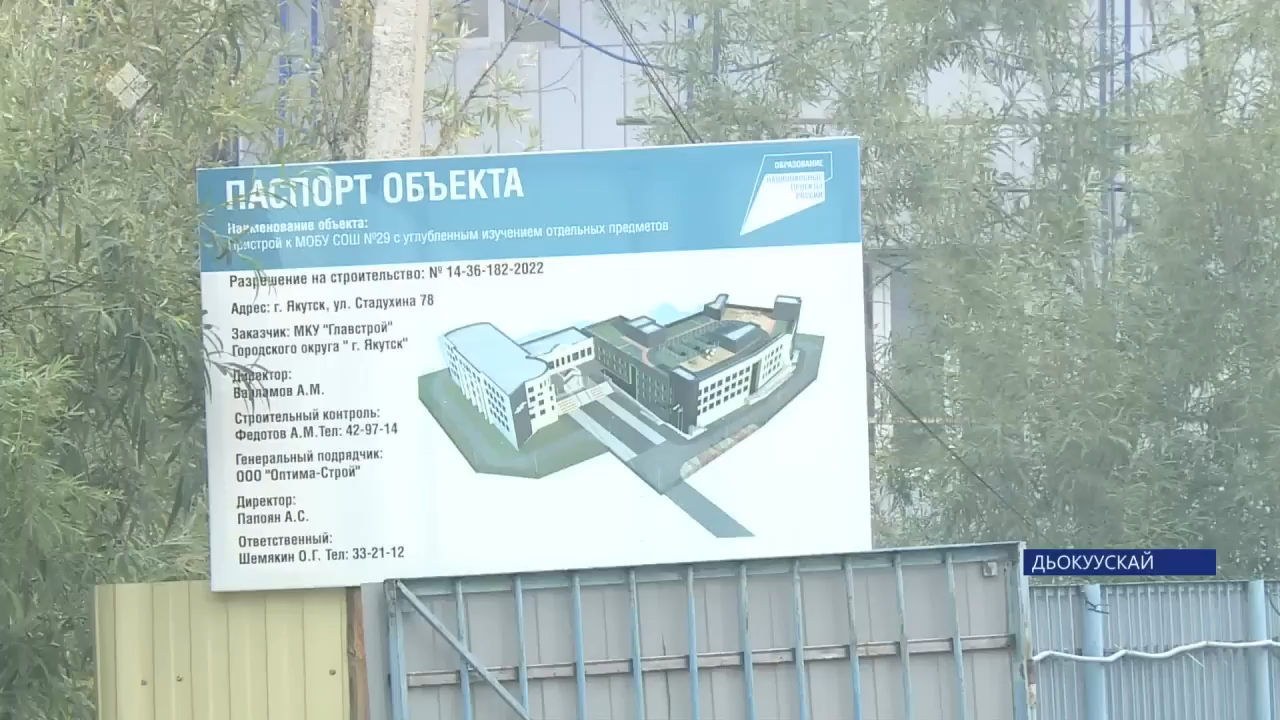 ПАСПОРТ ОБЪЕКТА
ОБРАЗОВАНИЕ
НАЦИОНАЛЬНЫЕ
ПРОЕКТЫ
РОССИИ
Наименование объекта:
Пристрой к МОБУ СОШ №29 с углубленным изучением отдельных предметов
Разрешение на строительство: № 14-36-182-2022
Адрес: г. Якутск, ул. Стадухина 78
Заказчик: МКУ "Главстрой"
Городского округа " г. Якутск"
Директор:
Варламов А.М.
Строительный контроль:
Федотов А.М.Тел: 42-97-14
Генеральный подрядчик:
ООО "Оптима-Строй"
Директор:
Папоян А.С.
Ответственный:
Шемякин О.Г. Тел: 33-21-12
ДЬОКУУСКАЙ